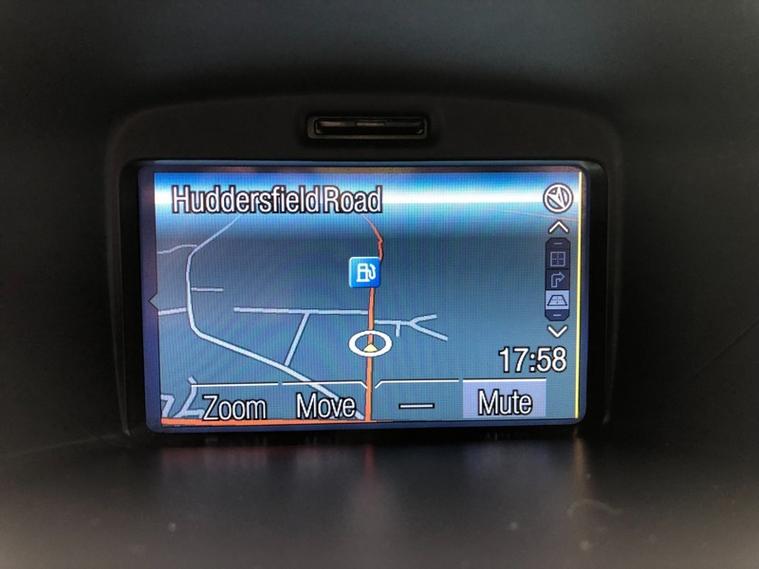 Huddersfield Road
17:58
Zoom Move — Mute